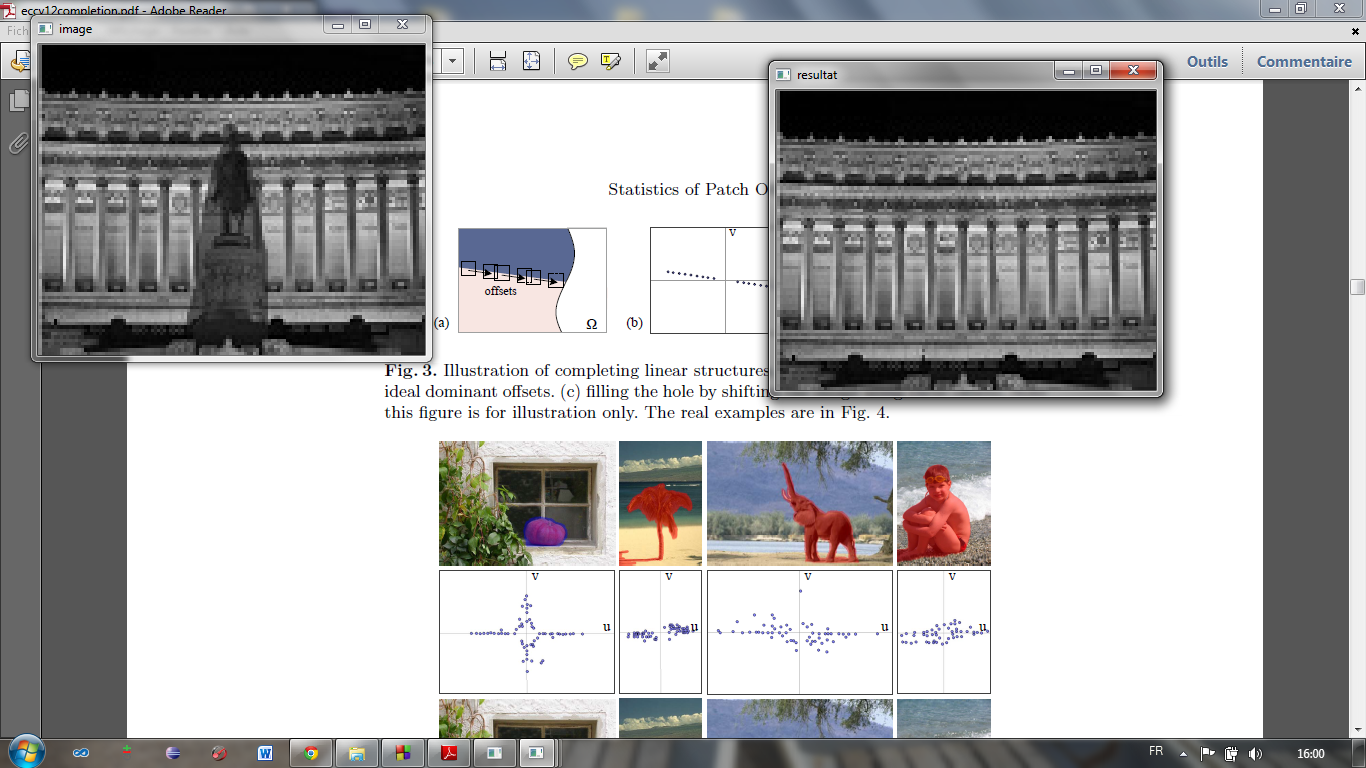 eccv12completion.pdf - Adobe Reader
image
Fich
resultat
Outils
Commentaire
Statistics of Patch O
(a)
offsets
Ω
(b)
v
Fig. 3. Illustration of completing linear structures
ideal dominant offsets. (c) filling the hole by shifting
this figure is for illustration only. The real examples are in Fig. 4.
v
u
v
u
v
u
v
u
FR
16:00